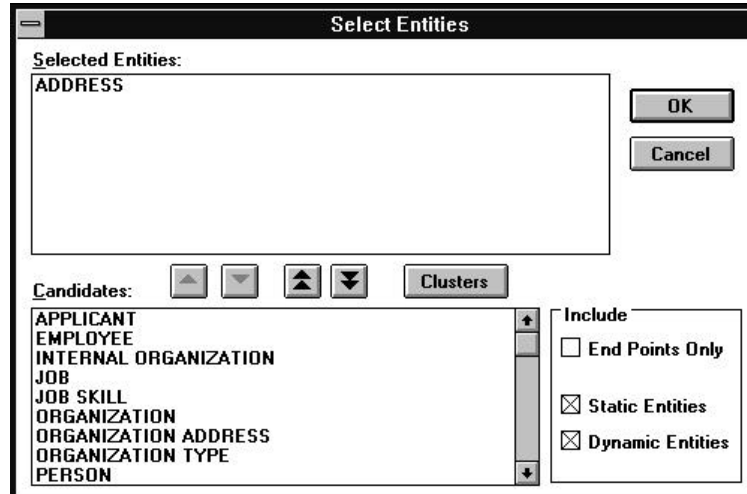 Select Entities
Selected Entities:
ADDRESS
OK
Cancel
Candidates:
Clusters
APPLICANT
EMPLOYEE
INTERNAL ORGANIZATION
JOB
JOB SKILL
ORGANIZATION
ORGANIZATION ADDRESS
ORGANIZATION TYPE
PERSON
Include
End Points Only
Static Entities
Dynamic Entities